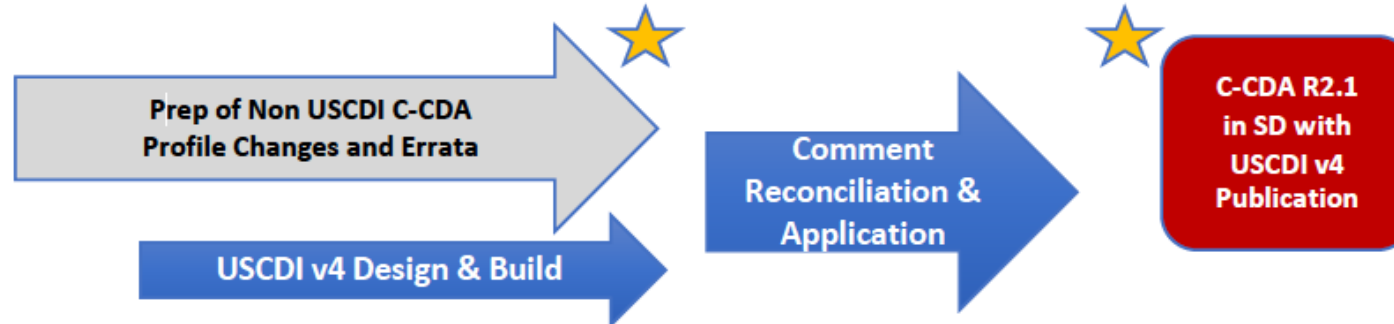 Prep of Non USCDI C-CDA
Profile Changes and Errata
USCDI v4 Design & Build
Comment
Reconciliation &
Application
C-CDA R2.1
in SD with
USCDI v4
Publication